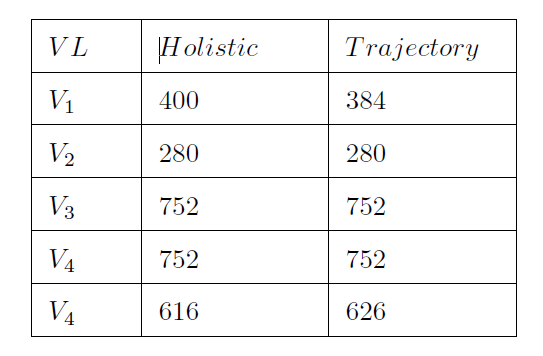 VL Holistic Trajectory
V1 400 384
V2 280 280
V3 752 752
V4 752 752
V4 616 626